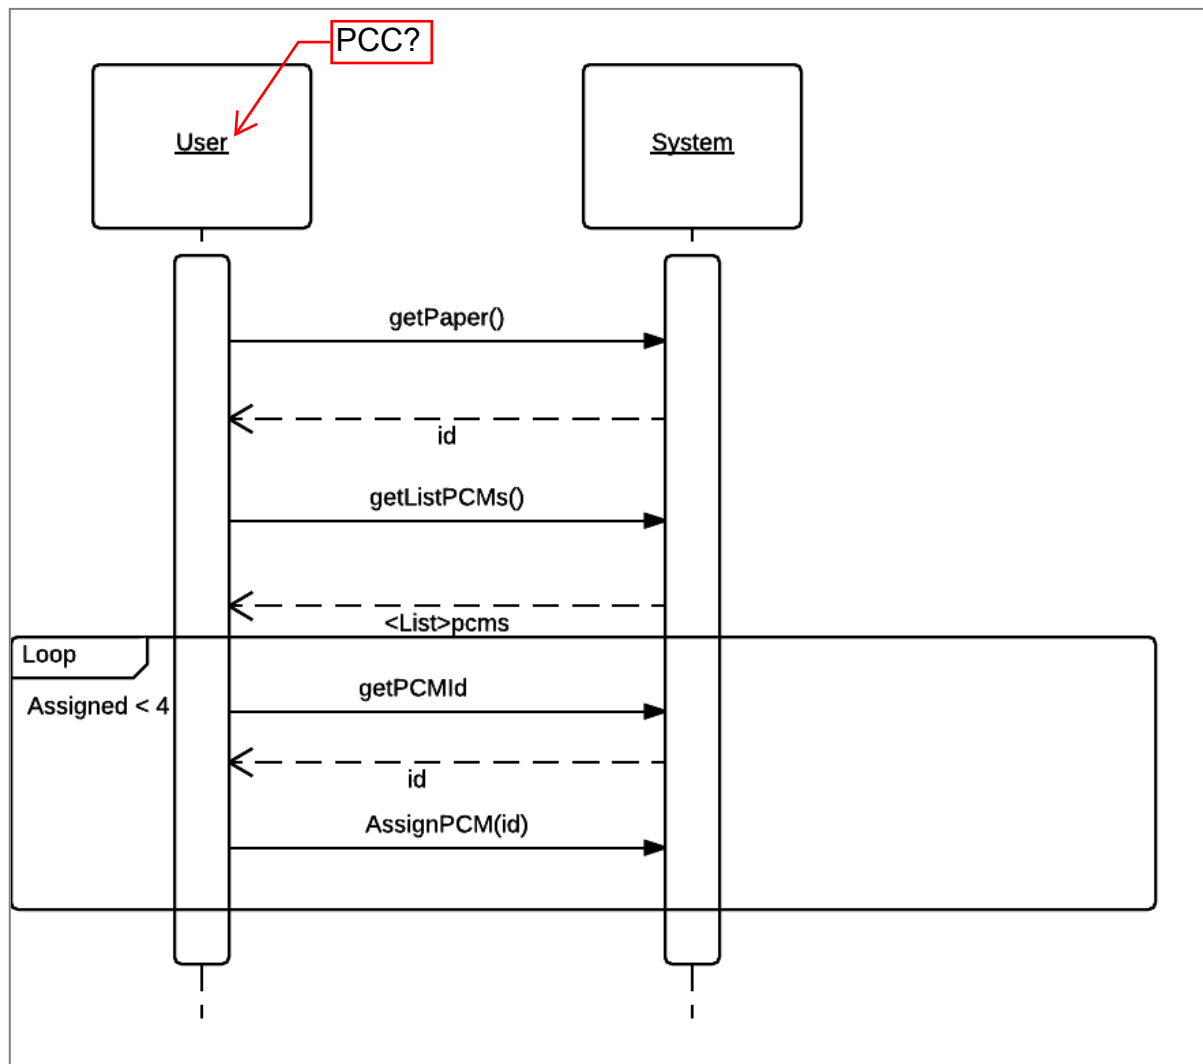 PCC?
User
System
getPaper()
id
getListPCMs()
<List>pcms
Loop
getPCMId
Assigned < 4
id
AssignPCM(id)